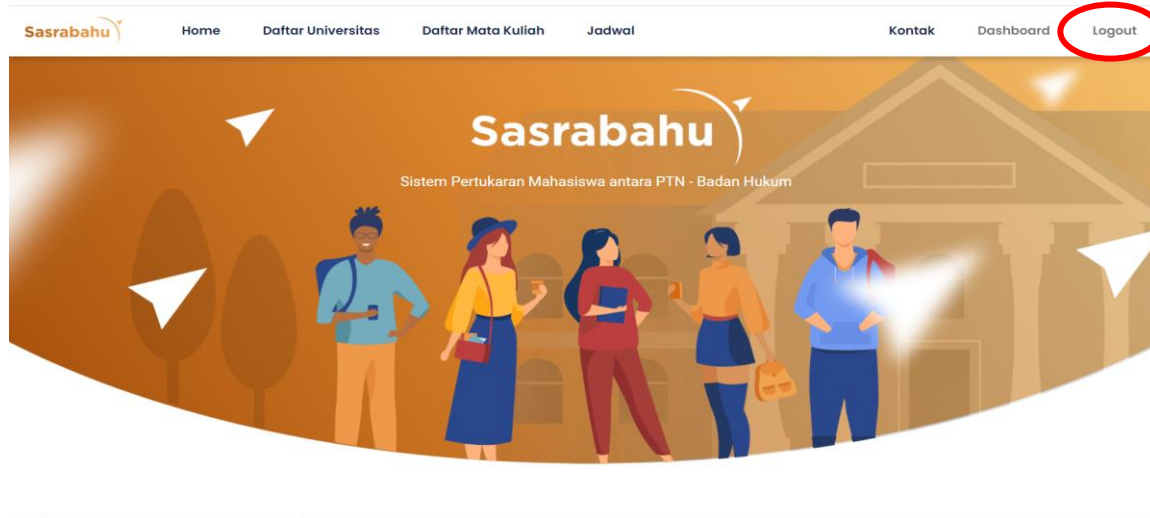 Sasrabahu Home Daftar Universitas Daftar Mata Kuliah Jadwal Kontak Dashboard Logout
Sasrabahu
Sistem Pertukaran Mahasiswa antara PTN - Badan Hukum